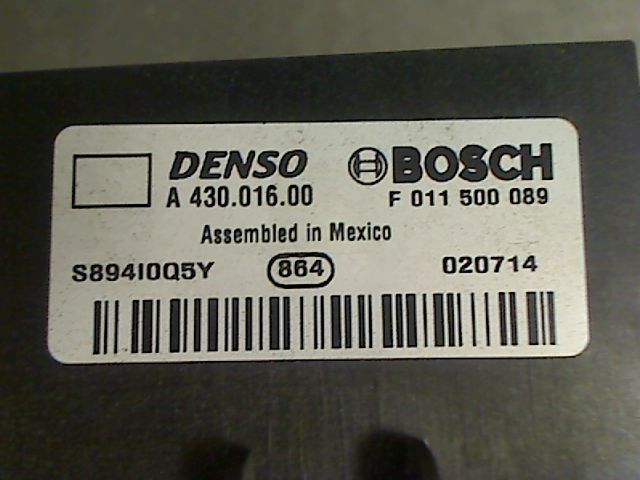 DENSO BOSCH
A 430.016.00 F 011 500 089
Assembled in Mexico
S894I0Q5Y 864 020714